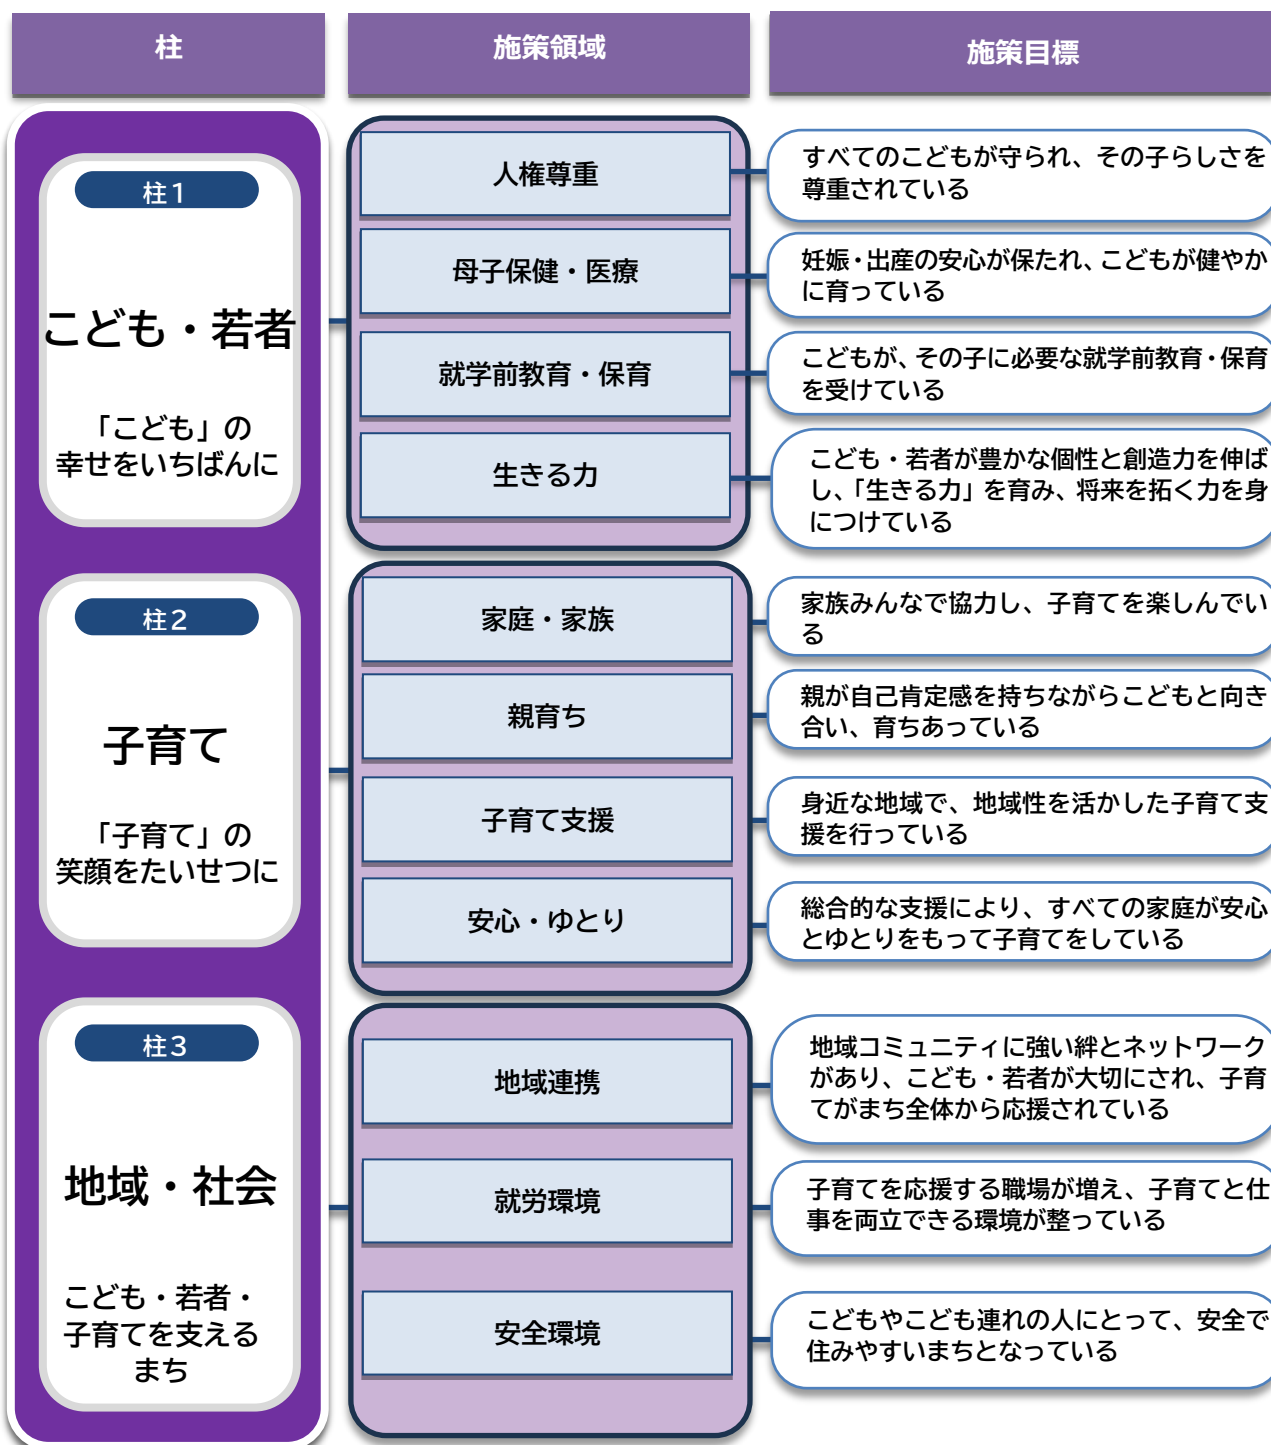 柱
施策領域
施策目標
柱1
こども・若者
「こども」の
幸せをいちばんに
人権尊重
すべてのこどもが守られ、その子らしさを
尊重されている
母子保健・医療
妊娠・出産の安心が保たれ、こどもが健やか
に育っている
就学前教育・保育
こどもが、その子に必要な就学前教育・保育
を受けている
生きる力
こども・若者が豊かな個性と創造力を伸ば
し、「生きる力」を育み、将来を拓く力を身
につけている
柱2
子育て
「子育て」の
笑顔をたいせつに
家庭・家族
家族みんなで協力し、子育てを楽しんでい
る
親育ち
親が自己肯定感を持ちながらこどもと向き
合い、育ちあっている
子育て支援
身近な地域で、地域性を活かした子育て支
援を行っている
安心・ゆとり
総合的な支援により、すべての家庭が安心
とゆとりをもって子育てをしている
柱3
地域・社会
こども・若者・
子育てを支える
まち
地域連携
地域コミュニティに強い絆とネットワーク
があり、こども・若者が大切にされ、子育
てがまち全体から応援されている
就労環境
子育てを応援する職場が増え、子育てと仕
事を両立できる環境が整っている
安全環境
こどもやこども連れの人にとって、安全で
住みやすいまちとなっている